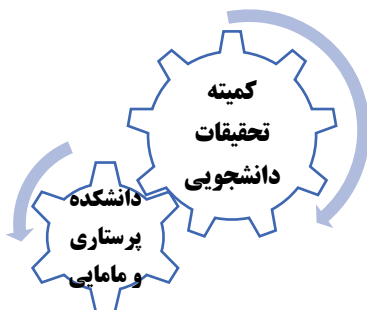 کمیته
تحقیقات
دانشجویی
دانشکده
پرستاری
و مامایی